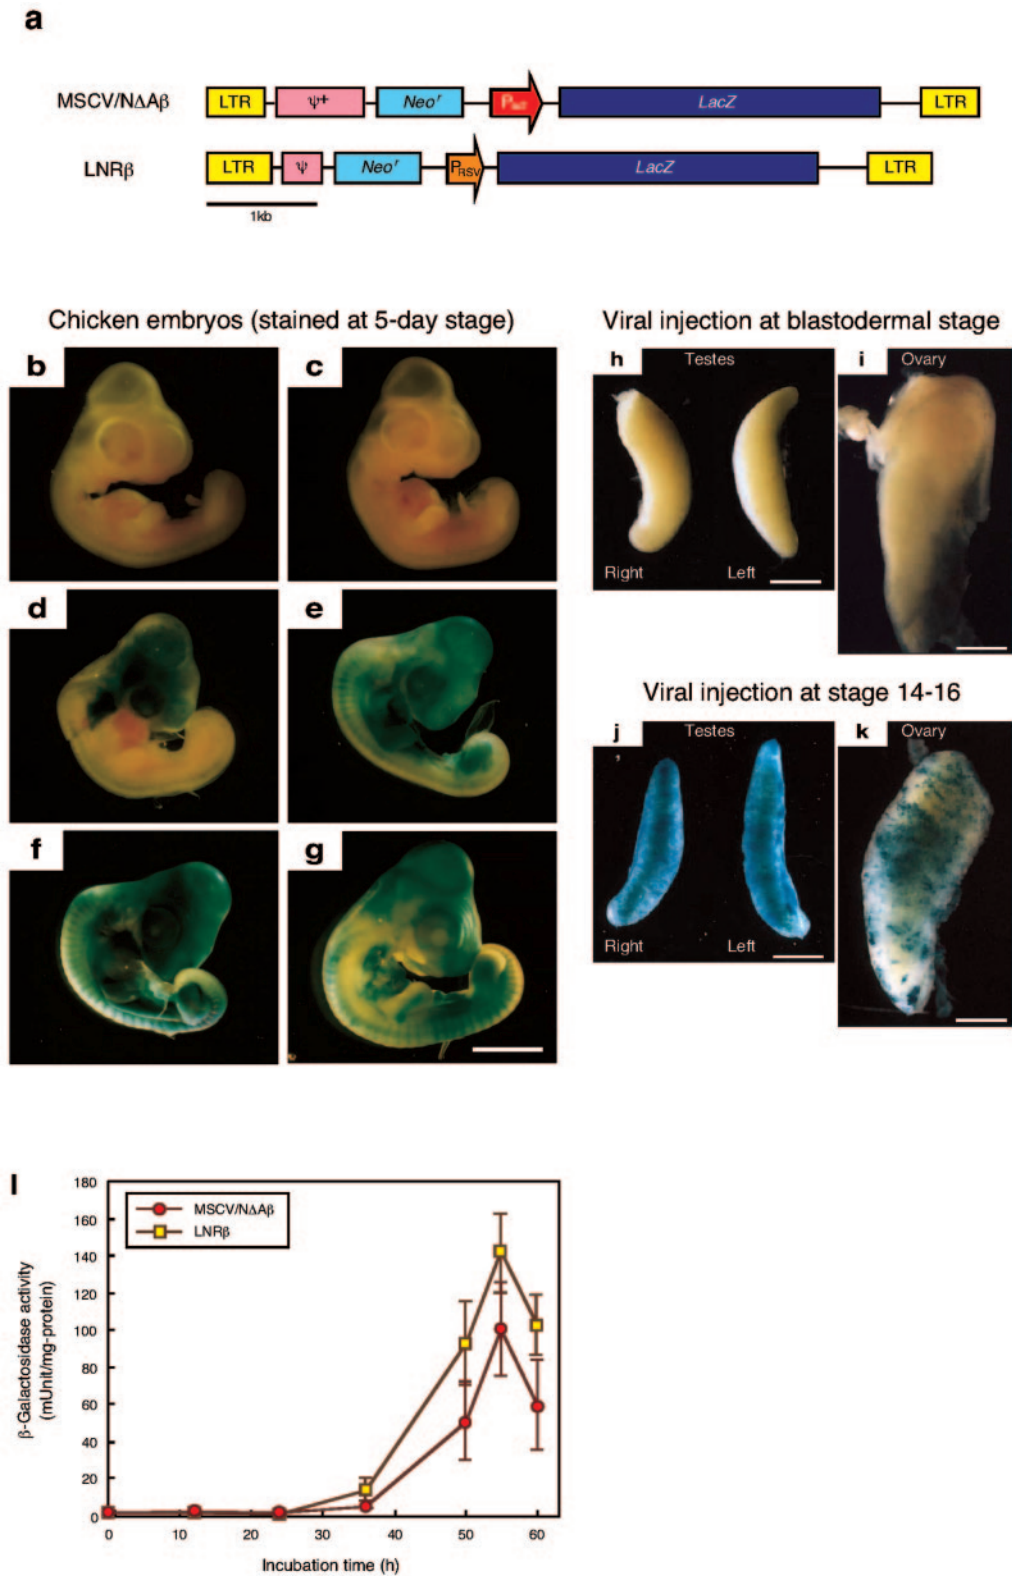 a
MSCV/NΔAβ LTR ψ+ Neoʳ LacZ LTR
LNRβ LTR ψ Neoʳ PRSV LacZ LTR
1kb
Chicken embryos (stained at 5-day stage)
b
c
d
e
f
g
Viral injection at blastodermal stage
h Testes
Right Left
i Ovary
Viral injection at stage 14-16
j Testes
Right Left
k Ovary
l
MSCV/NΔAβ
LNRβ
180
160
140
120
100
80
60
40
20
0
0 10 20 30 40 50 60
β-Galactosidase activity
(mUnit/mg-protein)
Incubation time (h)